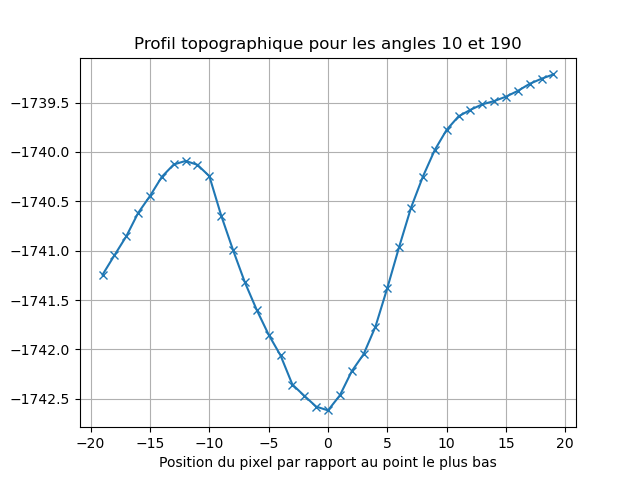 Profil topographique pour les angles 10 et 190
−1739.5
−1740.0
−1740.5
−1741.0
−1741.5
−1742.0
−1742.5
−20 −15 −10 −5 0 5 10 15 20
Position du pixel par rapport au point le plus bas